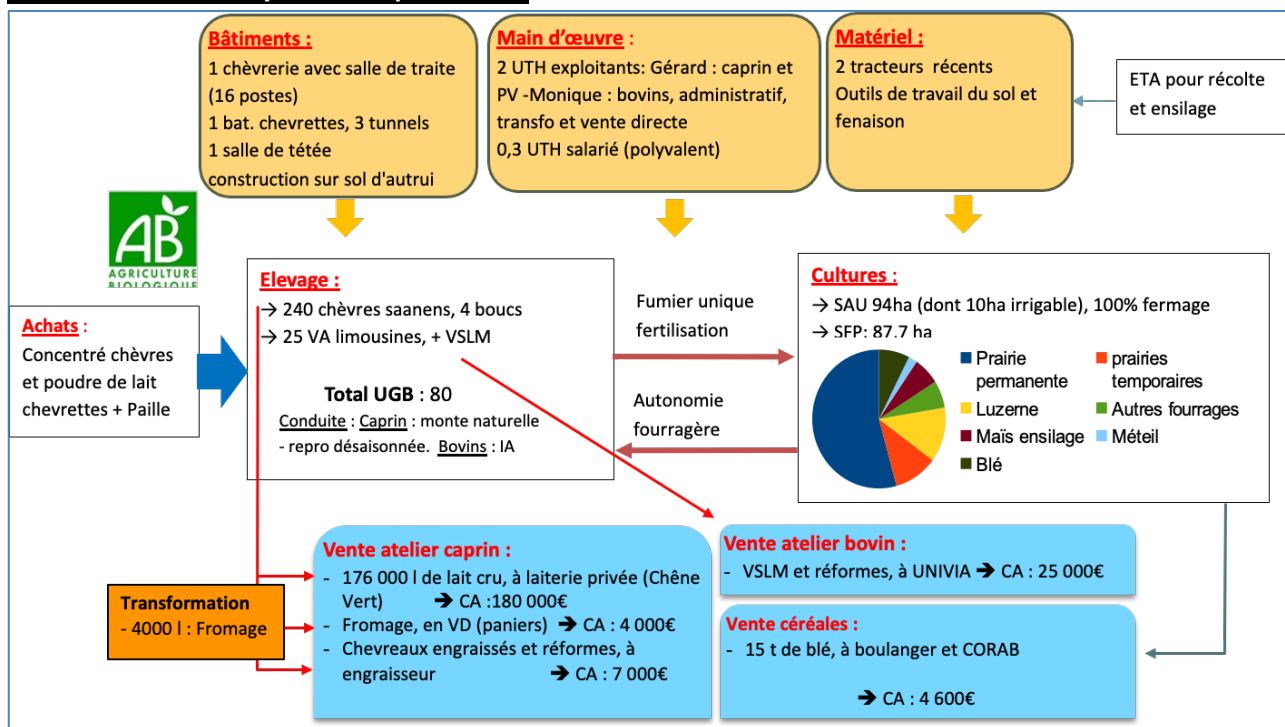 Bâtiments :
1 chèvrerie avec salle de traite
(16 postes)
1 bat. chevrettes, 3 tunnels
1 salle de tétée
construction sur sol d'autrui
Main d'œuvre :
2 UTH exploitants: Gérard : caprin et
PV -Monique : bovins, administratif,
transfo et vente directe
0,3 UTH salarié (polyvalent)
Matériel :
2 tracteurs récents
Outils de travail du sol et
fenaison
ETA pour récolte
et ensilage
AB
AGRICULTURE
BIOLOGIQUE
Achats :
Concentré chèvres
et poudre de lait
chevrettes + Paille
Elevage :
→ 240 chèvres saanens, 4 boucs
→ 25 VA limousines, + VSLM
Total UGB : 80
Conduite : Caprin : monte naturelle
- repro désaisonnée. Bovins : IA
Fumier unique
fertilisation
Autonomie
fourragère
Cultures :
→ SAU 94ha (dont 10ha irrigable), 100% fermage
→ SFP: 87.7 ha
Prairie
permanente
prairies
temporaires
Luzerne
Autres fourrages
Maïs ensilage
Méteil
Blé
Transformation
- 4000 l : Fromage
Vente atelier caprin :
- 176 000 l de lait cru, à laiterie privée (Chêne
Vert) ➔ CA :180 000€
- Fromage, en VD (paniers) ➔ CA : 4 000€
- Chevreaux engraissés et réformes, à
engraisseur ➔ CA : 7 000€
Vente atelier bovin :
- VSLM et réformes, à UNIVIA ➔ CA : 25 000€
Vente céréales :
- 15 t de blé, à boulanger et CORAB
➔ CA : 4 600€